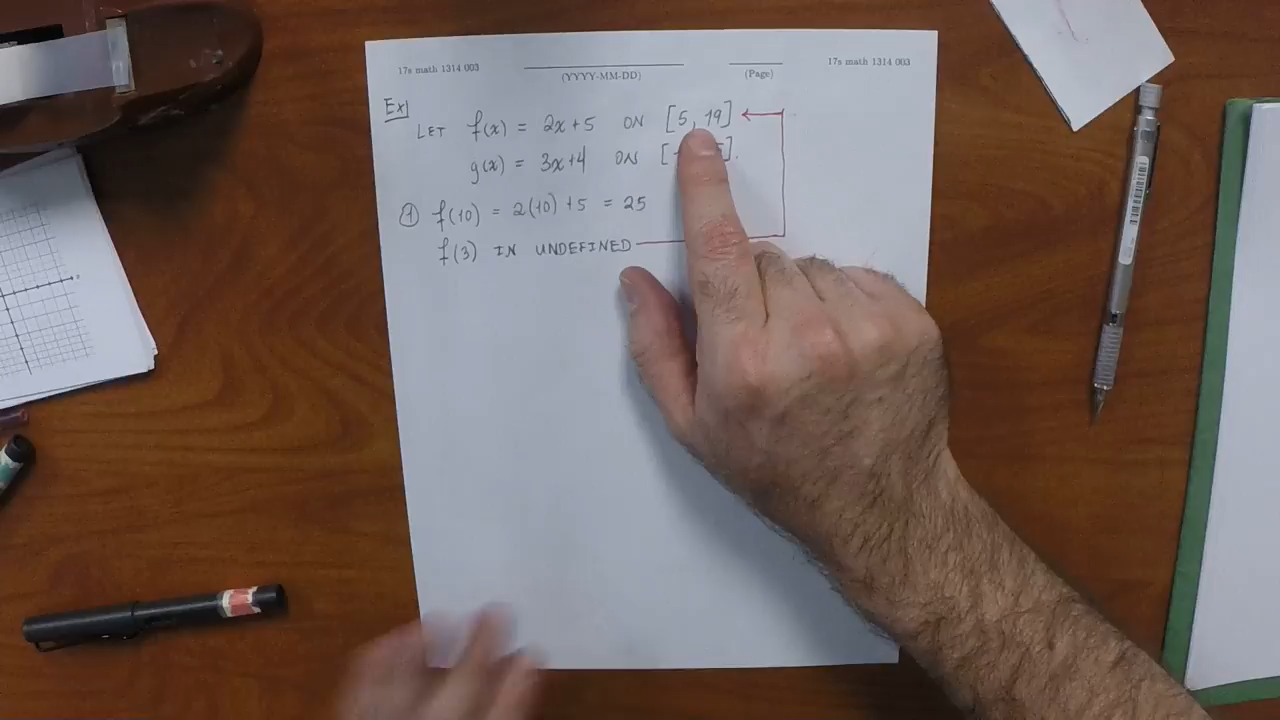 17s math 1314 003
(YYYY-MM-DD)
(Page)
17s math 1314 003
Ex
LET f(x) = 2x+5 ON [5, 19]
g(x) = 3x+4 ON [
1 f(10) = 2(10) +5 = 25
f(3) IN UNDEFINED